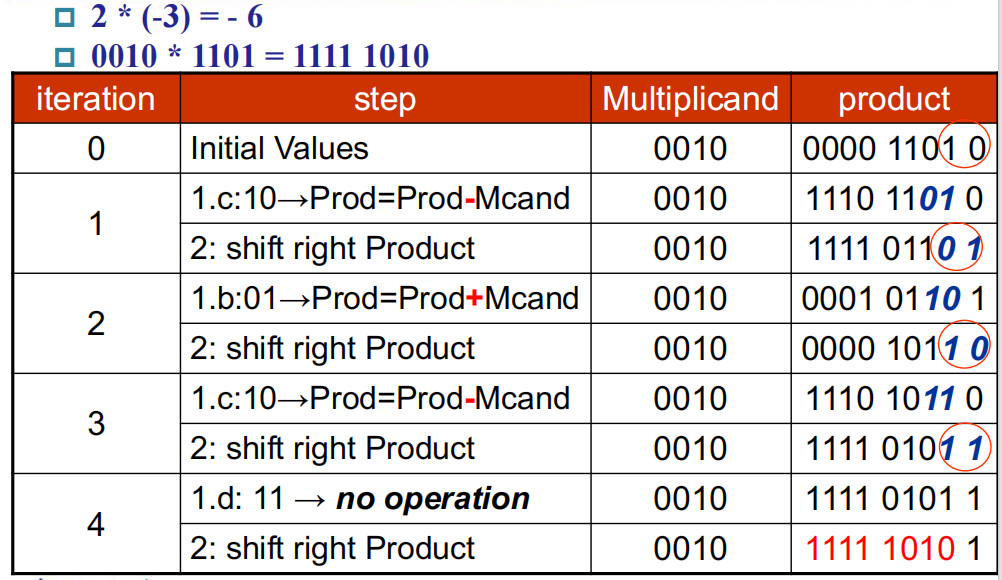 2 * (-3) = - 6
0010 * 1101 = 1111 1010
iteration step Multiplicand product
0 Initial Values 0010 0000 1101 0
1 1.c:10→Prod=Prod-Mcand 0010 1110 1101 0
2: shift right Product 0010 1111 0110 1
2 1.b:01→Prod=Prod+Mcand 0010 0001 0110 1
2: shift right Product 0010 0000 1011 0
3 1.c:10→Prod=Prod-Mcand 0010 1110 1011 0
2: shift right Product 0010 1111 0101 1
4 1.d: 11 → no operation 0010 1111 0101 1
2: shift right Product 0010 1111 1010 1